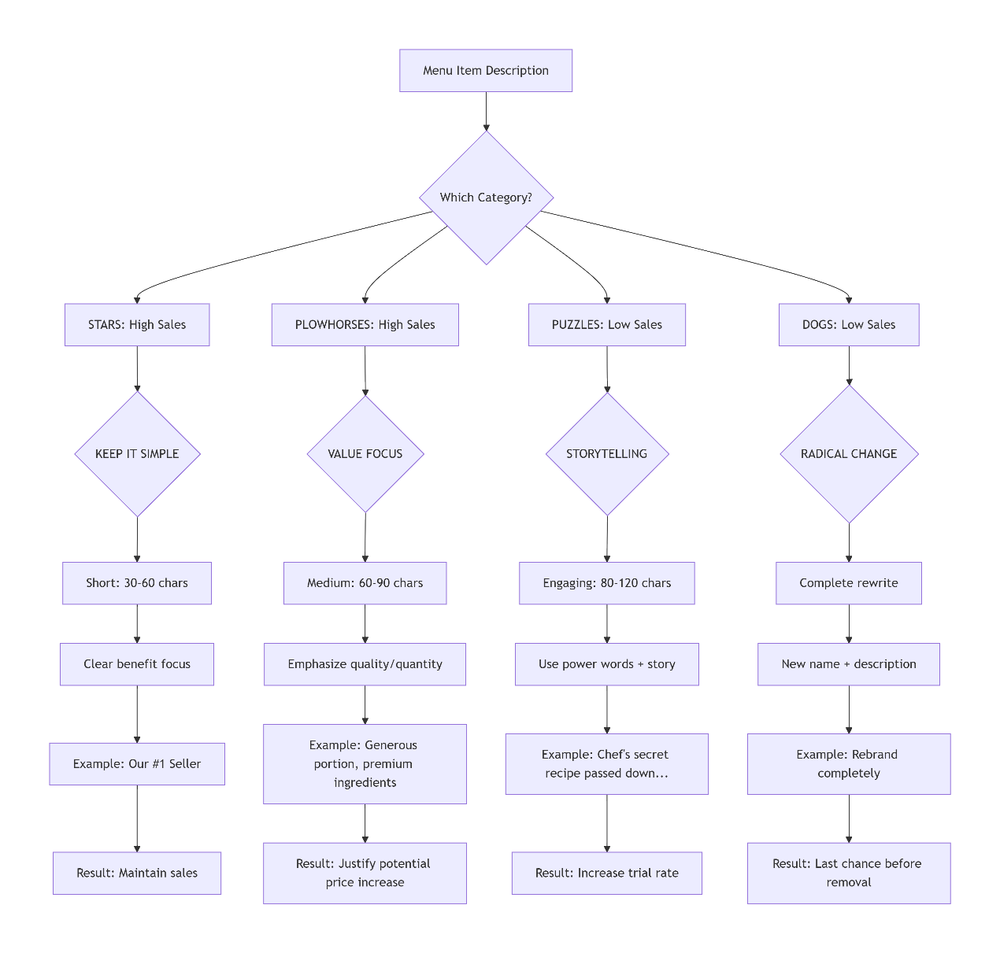 Menu Item Description
Which Category?
STARS: High Sales
PLOWHORSES: High Sales
PUZZLES: Low Sales
DOGS: Low Sales
KEEP IT SIMPLE
VALUE FOCUS
STORYTELLING
RADICAL CHANGE
Short: 30-60 chars
Medium: 60-90 chars
Engaging: 80-120 chars
Complete rewrite
Clear benefit focus
Emphasize quality/quantity
Use power words + story
New name + description
Example: Our #1 Seller
Example: Generous
portion, premium
ingredients
Example: Chef's secret
recipe passed down...
Example: Rebrand
completely
Result: Maintain sales
Result: Justify potential
price increase
Result: Increase trial rate
Result: Last chance before
removal